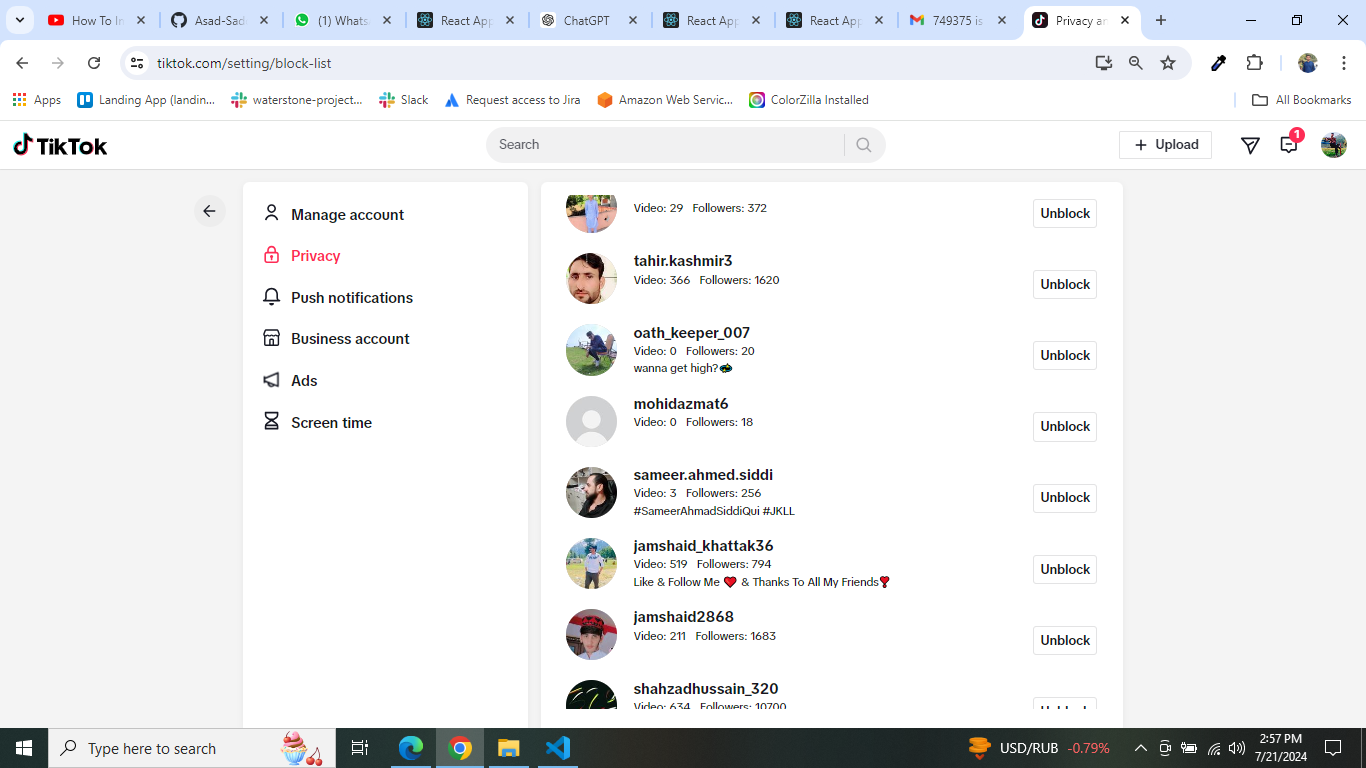 How To In
Asad-Sad
(1) Whats
React App
ChatGPT
React App
React App
749375 is
Privacy an
tiktok.com/setting/block-list
Apps
Landing App (landin...
waterstone-project...
Slack
Request access to Jira
Amazon Web Servic...
ColorZilla Installed
All Bookmarks
TikTok
Search
Upload
1
Manage account
Privacy
Push notifications
Business account
Ads
Screen time
Video: 29 Followers: 372
Unblock
tahir.kashmir3
Video: 366 Followers: 1620
Unblock
oath_keeper_007
Video: 0 Followers: 20
wanna get high?
Unblock
mohidazmat6
Video: 0 Followers: 18
Unblock
sameer.ahmed.siddi
Video: 3 Followers: 256
#SameerAhmadSiddiQui #JKLL
Unblock
jamshaid_khattak36
Video: 519 Followers: 794
Like & Follow Me ❤️ & Thanks To All My Friends❣️
Unblock
jamshaid2868
Video: 211 Followers: 1683
Unblock
shahzadhussain_320
Video: 634 Followers: 10700
Unblock
Type here to search
USD/RUB -0.79%
2:57 PM
7/21/2024